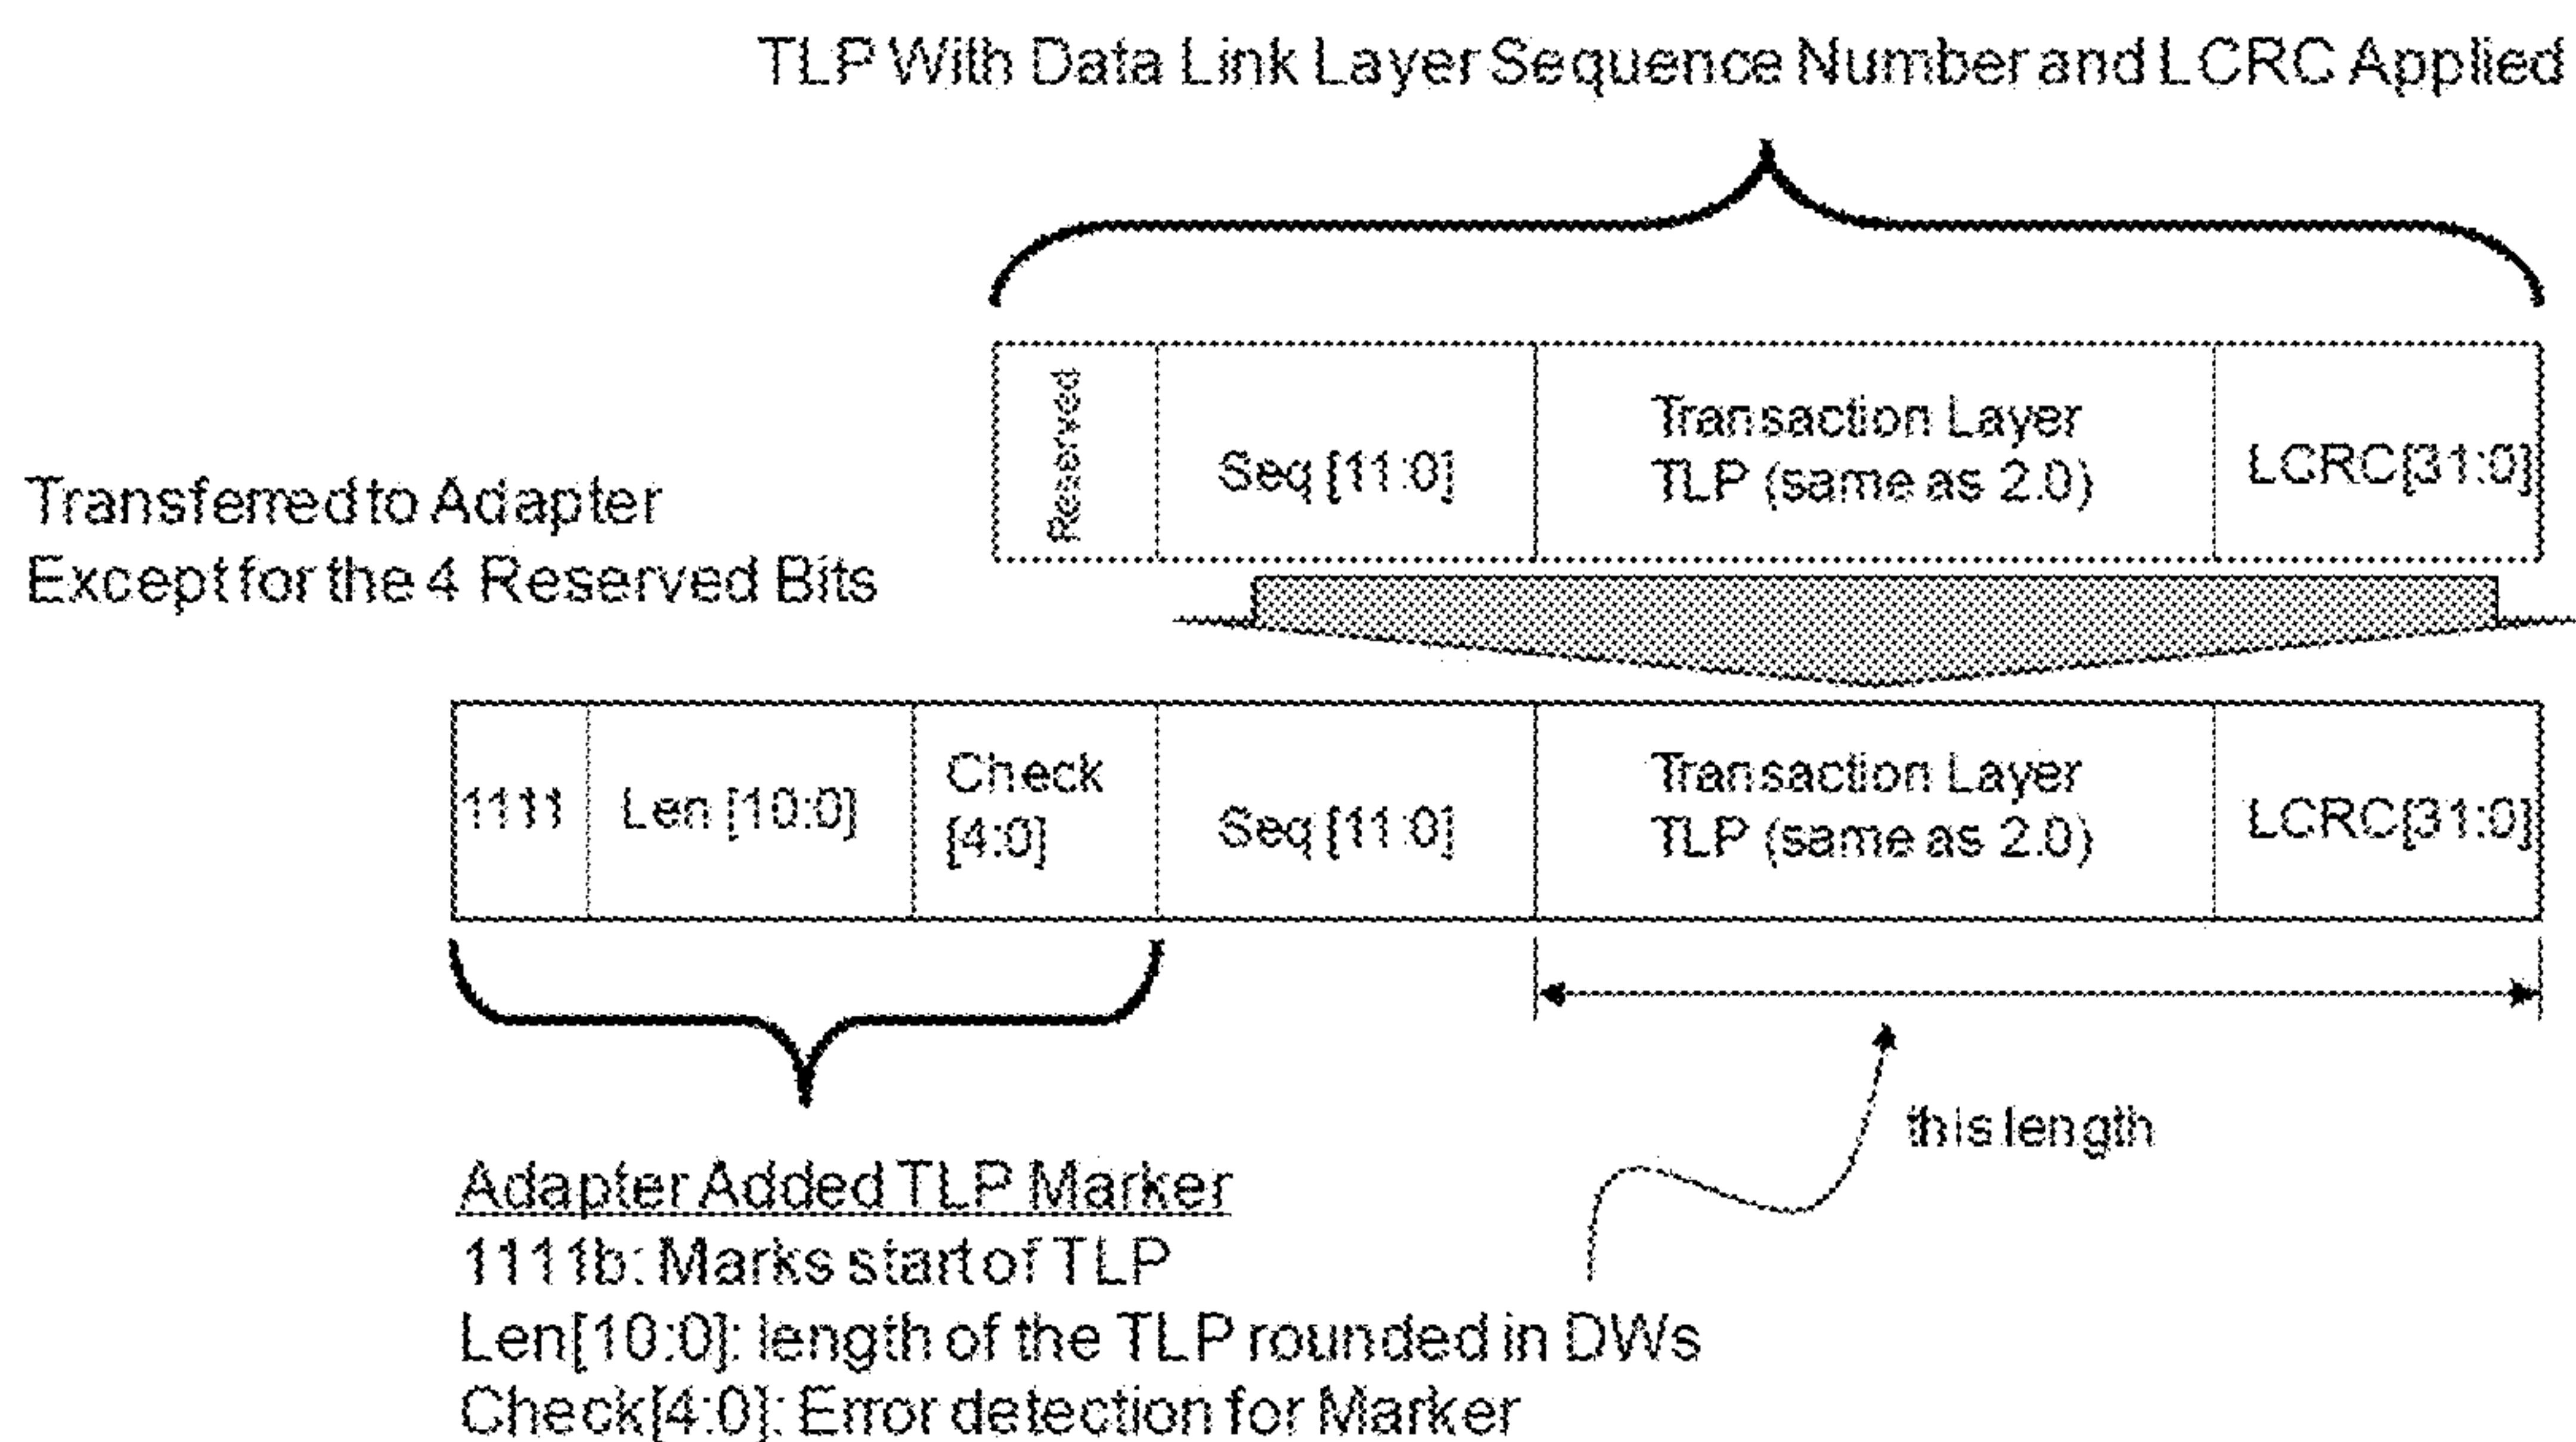 TLP With Data Link Layer Sequence Number and LCRC Applied
Reserved
Seq [11:0]
Transaction Layer
TLP (same as 2.0)
LCRC[31:0]
Transferred to Adapter
Except for the 4 Reserved Bits
1111
Len [10:0]
Check
[4:0]
Seq [11:0]
Transaction Layer
TLP (same as 2.0)
LCRC[31:0]
this length
Adapter Added TLP Marker
1111b: Marks start of TLP
Len[10:0]: length of the TLP rounded in DWs
Check[4:0]: Error detection for Marker